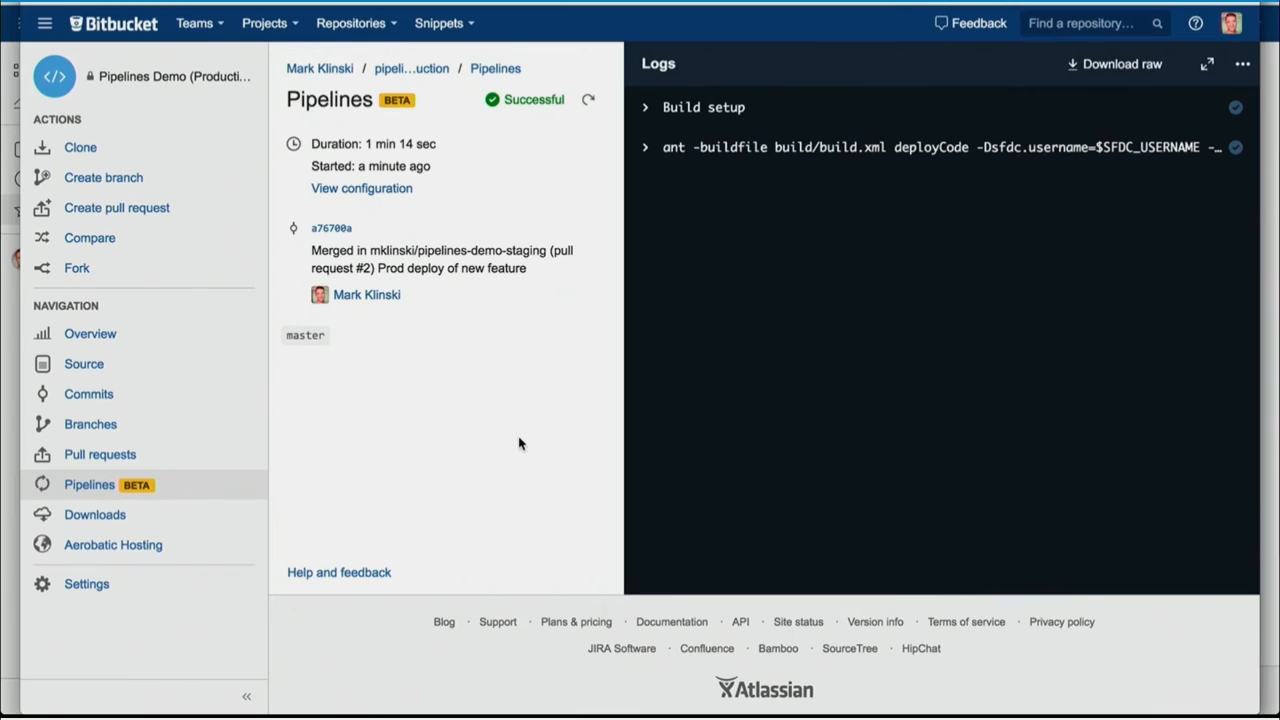 Bitbucket Teams Projects Repositories Snippets Feedback Find a repository...
</> Pipelines Demo (Producti...
ACTIONS
Clone
Create branch
Create pull request
Compare
Fork
NAVIGATION
Overview
Source
Commits
Branches
Pull requests
Pipelines BETA
Downloads
Aerobatic Hosting
Settings
Mark Klinski / pipeli...uction / Pipelines
Pipelines BETA Successful
Duration: 1 min 14 sec
Started: a minute ago
View configuration
a76700a
Merged in mklinski/pipelines-demo-staging (pull
request #2) Prod deploy of new feature
Mark Klinski
master
Help and feedback
Logs Download raw
Build setup
ant -buildfile build/build.xml deployCode -Dsfdc.username=$SFDC_USERNAME -...
Blog · Support · Plans & pricing · Documentation · API · Site status · Version info · Terms of service · Privacy policy
JIRA Software · Confluence · Bamboo · SourceTree · HipChat
Atlassian